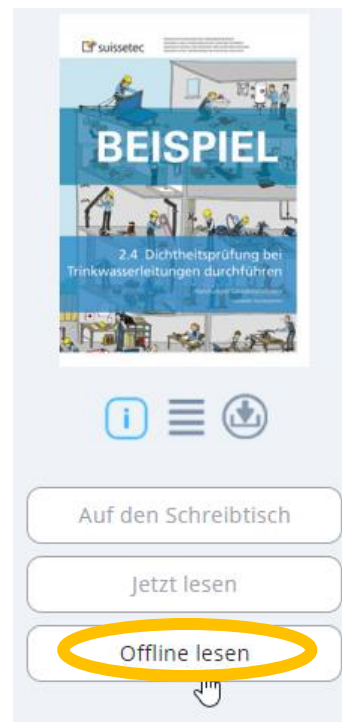 suissetec
BEISPIEL
2.4 Dichtheitsprüfung bei
Trinkwasserleitungen durchführen
i
Auf den Schreibtisch
Jetzt lesen
Offline lesen